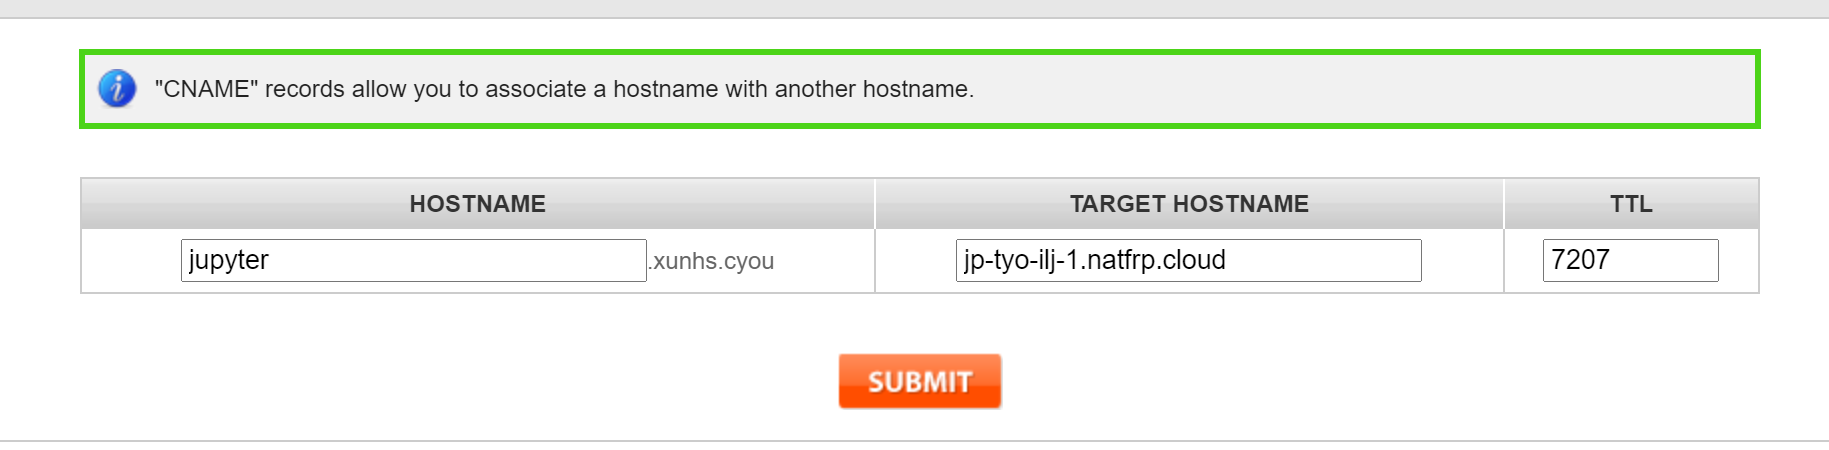 "CNAME" records allow you to associate a hostname with another hostname.
HOSTNAME TARGET HOSTNAME TTL
jupyter .xunhs.cyou jp-tyo-ilj-1.natfrp.cloud 7207
SUBMIT